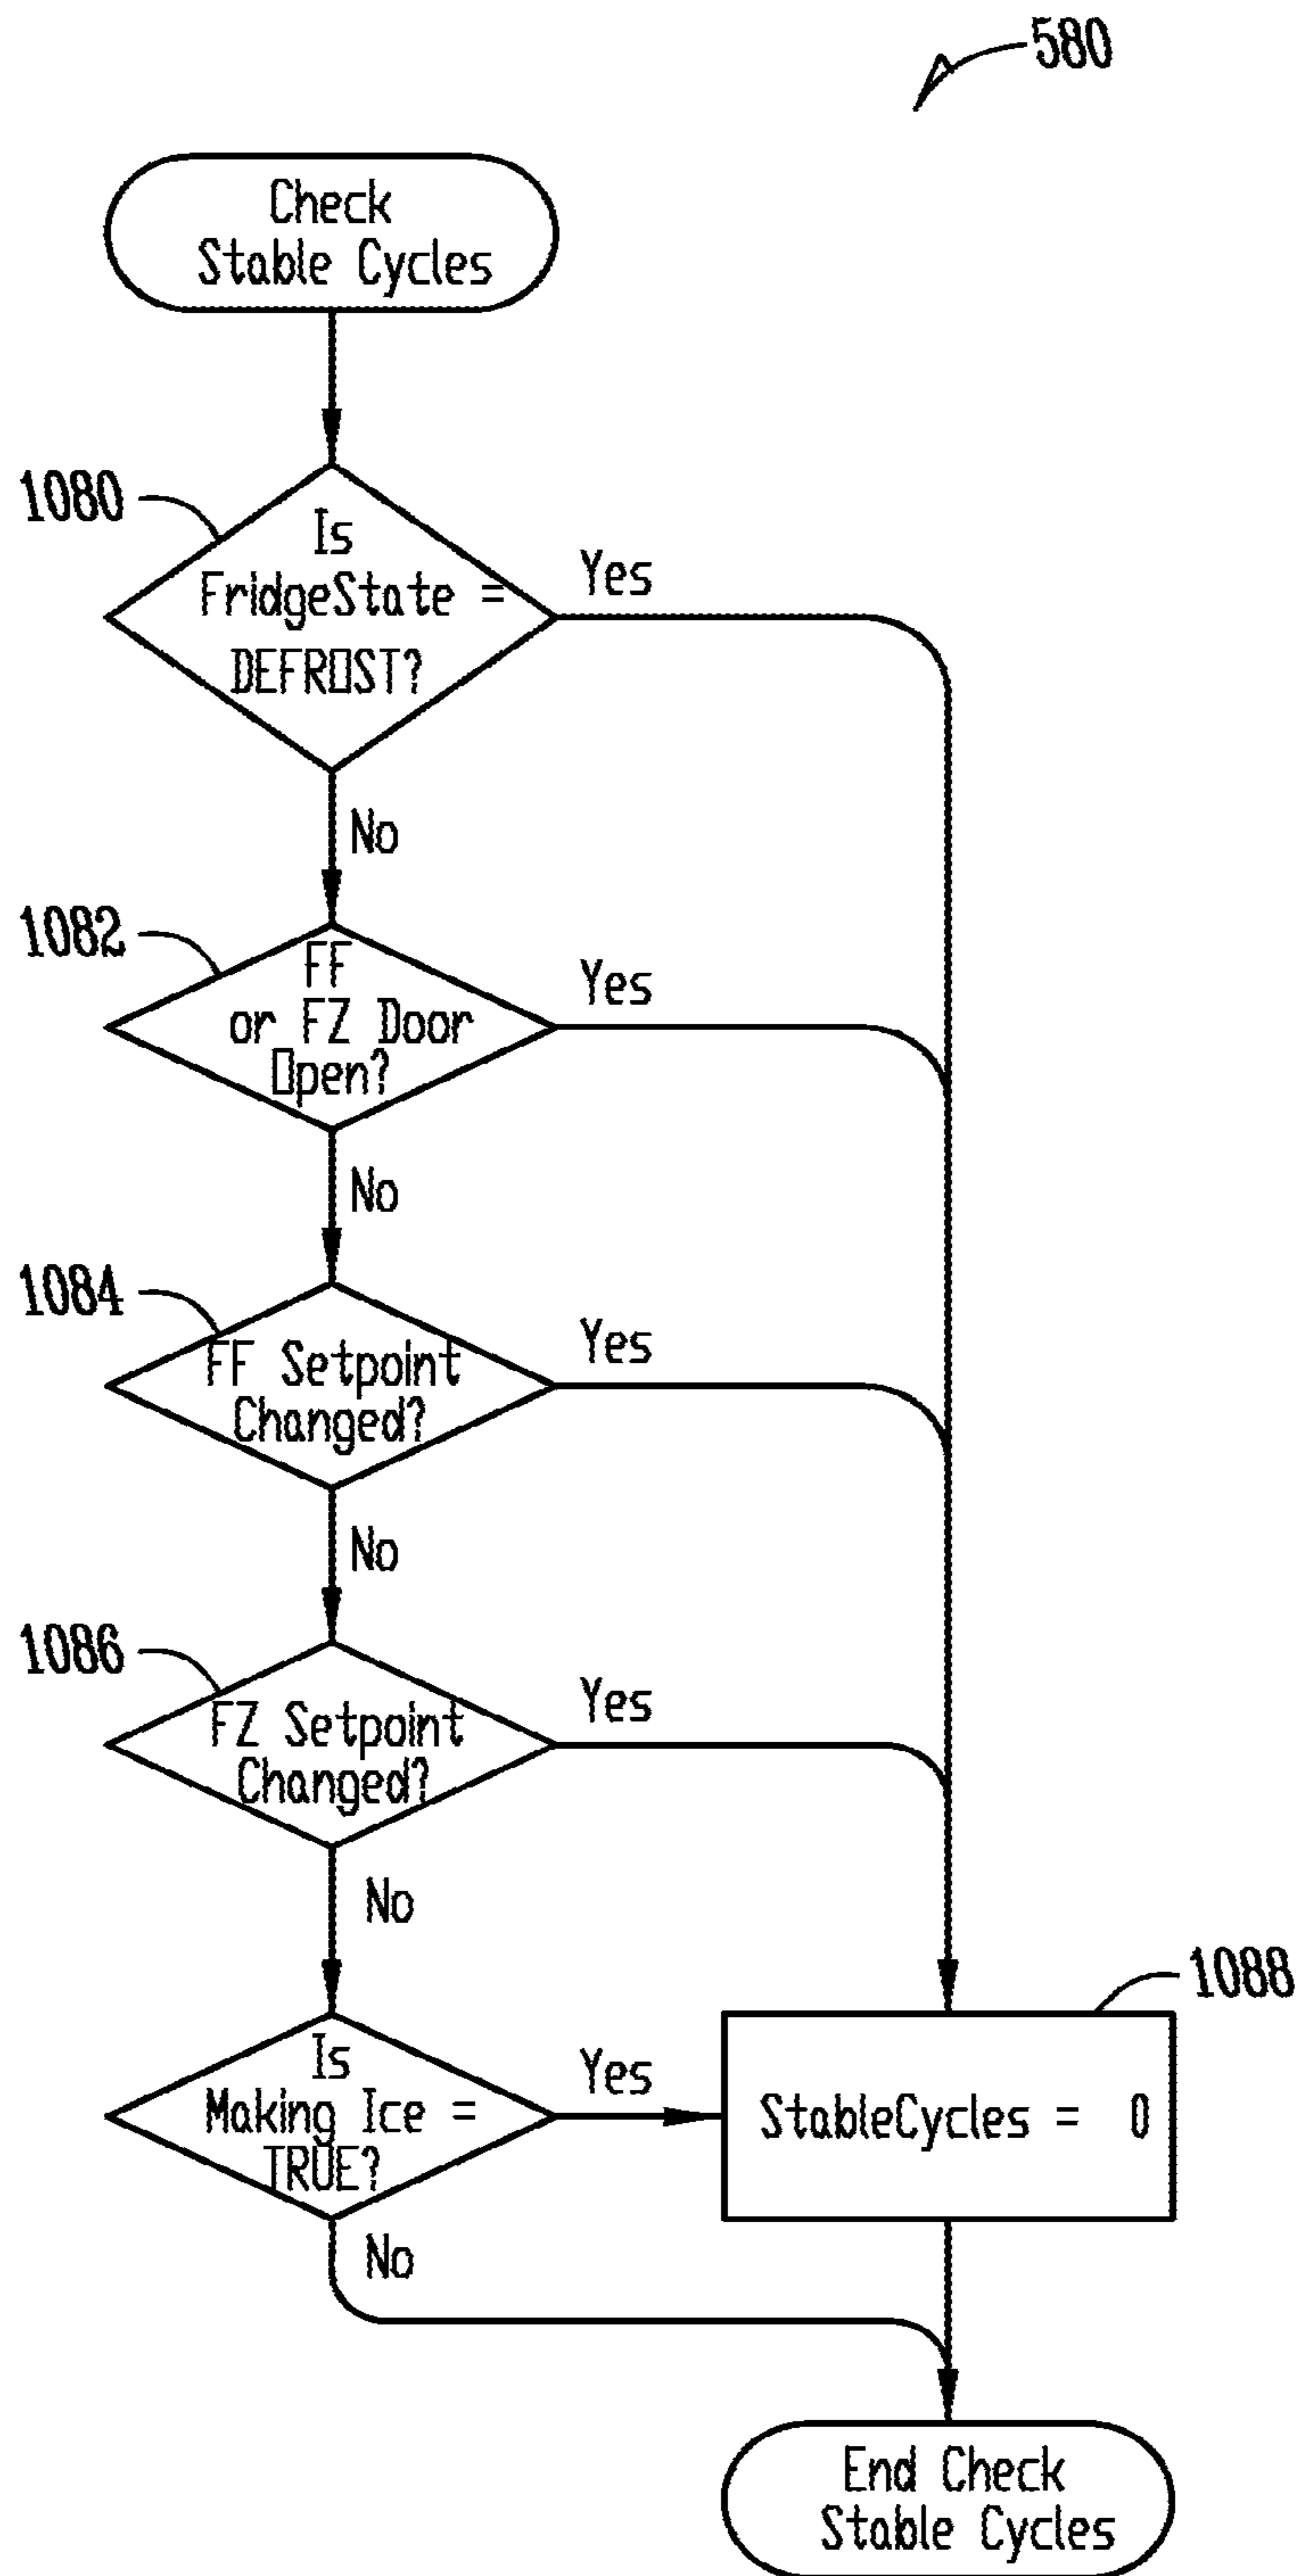 580
Check
Stable Cycles
1080
Is
FridgeState =
DEFROST?
Yes
No
1082
FF
or FZ Door
Open?
Yes
No
1084
FF Setpoint
Changed?
Yes
No
1086
FZ Setpoint
Changed?
Yes
No
Is
Making Ice =
TRUE?
Yes
No
1088
StableCycles = 0
End Check
Stable Cycles